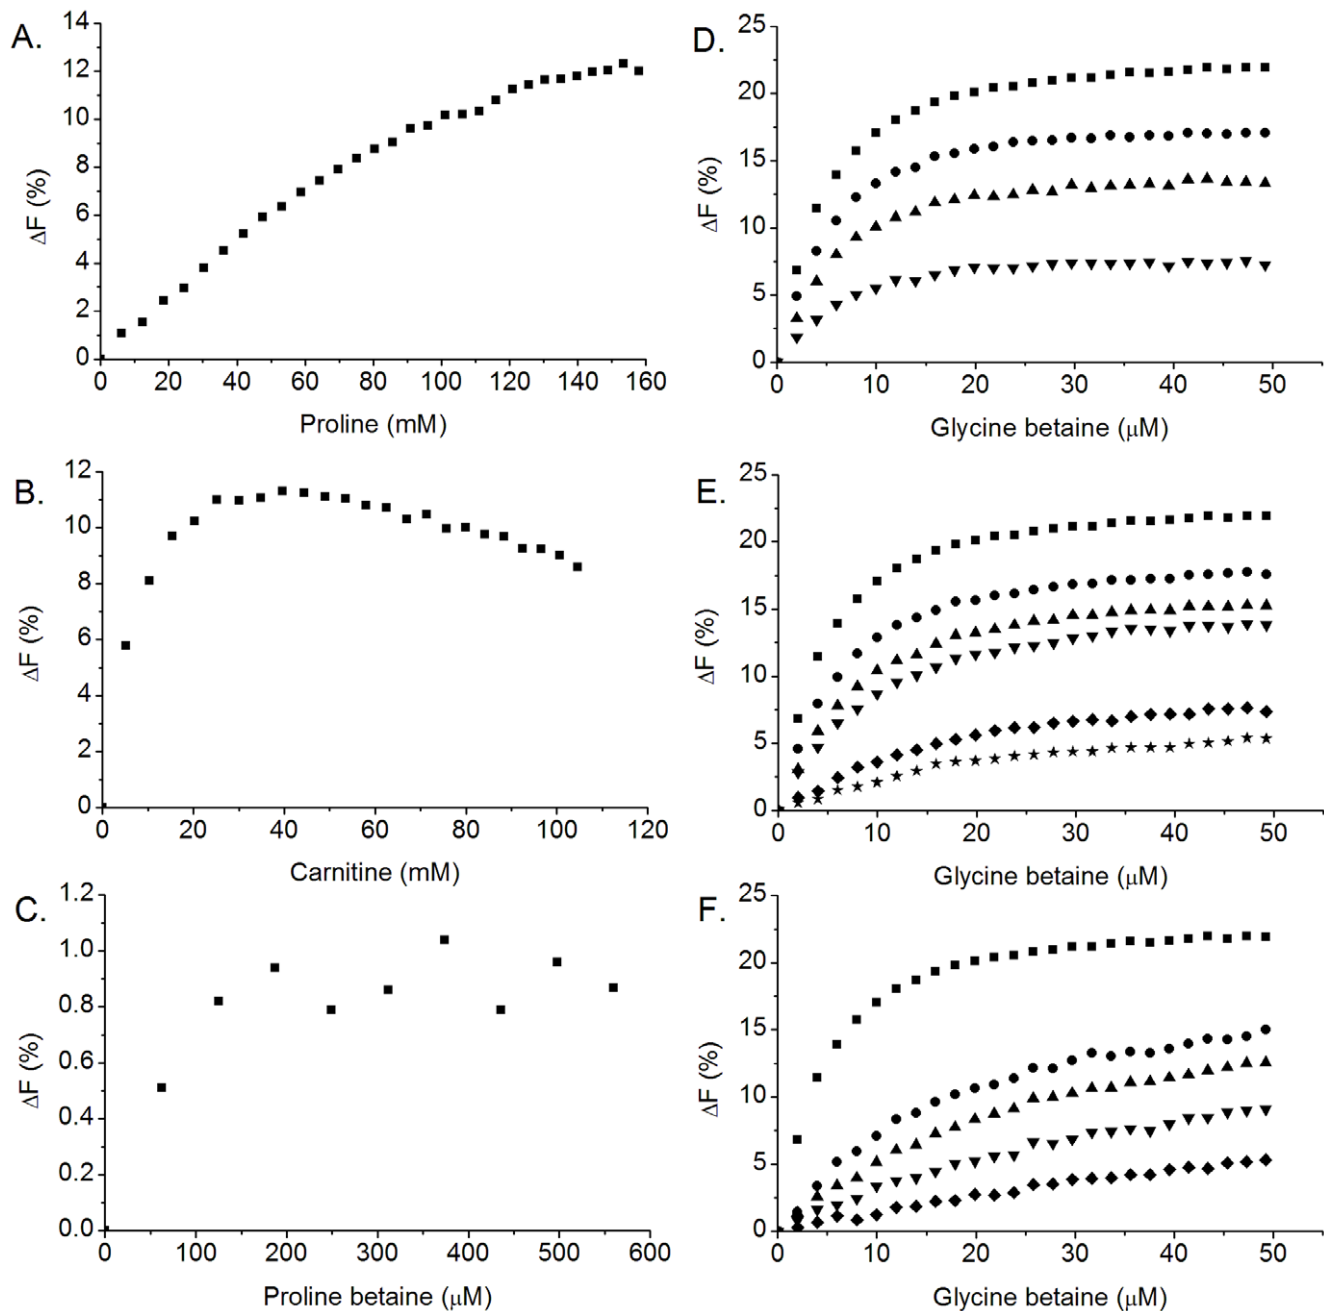 A.
14
12
10
8
6
4
2
0
ΔF (%)
0 20 40 60 80 100 120 140 160
Proline (mM)
B.
12
10
8
6
4
2
0
ΔF (%)
0 20 40 60 80 100 120
Carnitine (mM)
C.
1.2
1.0
0.8
0.6
0.4
0.2
0.0
ΔF (%)
0 100 200 300 400 500 600
Proline betaine (μM)
D.
25
20
15
10
5
0
ΔF (%)
0 10 20 30 40 50
Glycine betaine (μM)
E.
25
20
15
10
5
0
ΔF (%)
0 10 20 30 40 50
Glycine betaine (μM)
F.
25
20
15
10
5
0
ΔF (%)
0 10 20 30 40 50
Glycine betaine (μM)